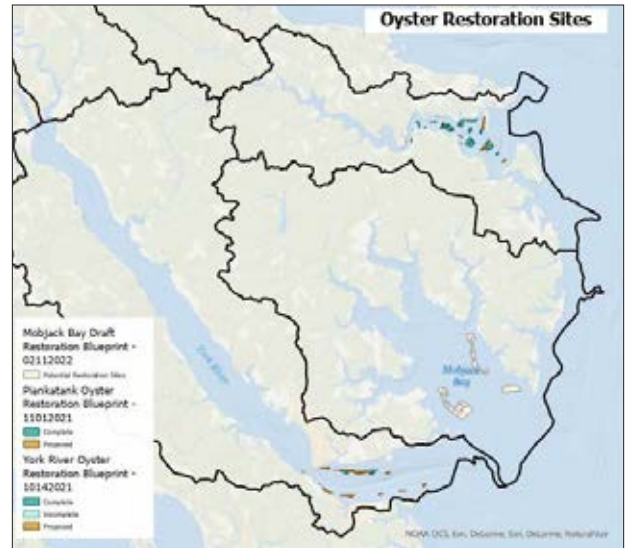 Oyster Restoration Sites
York River
Mobjack
Bay
Mobjack Bay Draft
Restoration Blueprint -
02112022
Potential Restoration Sites
Piankatank Oyster
Restoration Blueprint -
11012021
Complete
Proposed
York River Oyster
Restoration Blueprint -
10142021
Complete
Incomplete
Proposed
NOAA OCS, Esri, DeLorme, Esri, DeLorme, NaturalVue